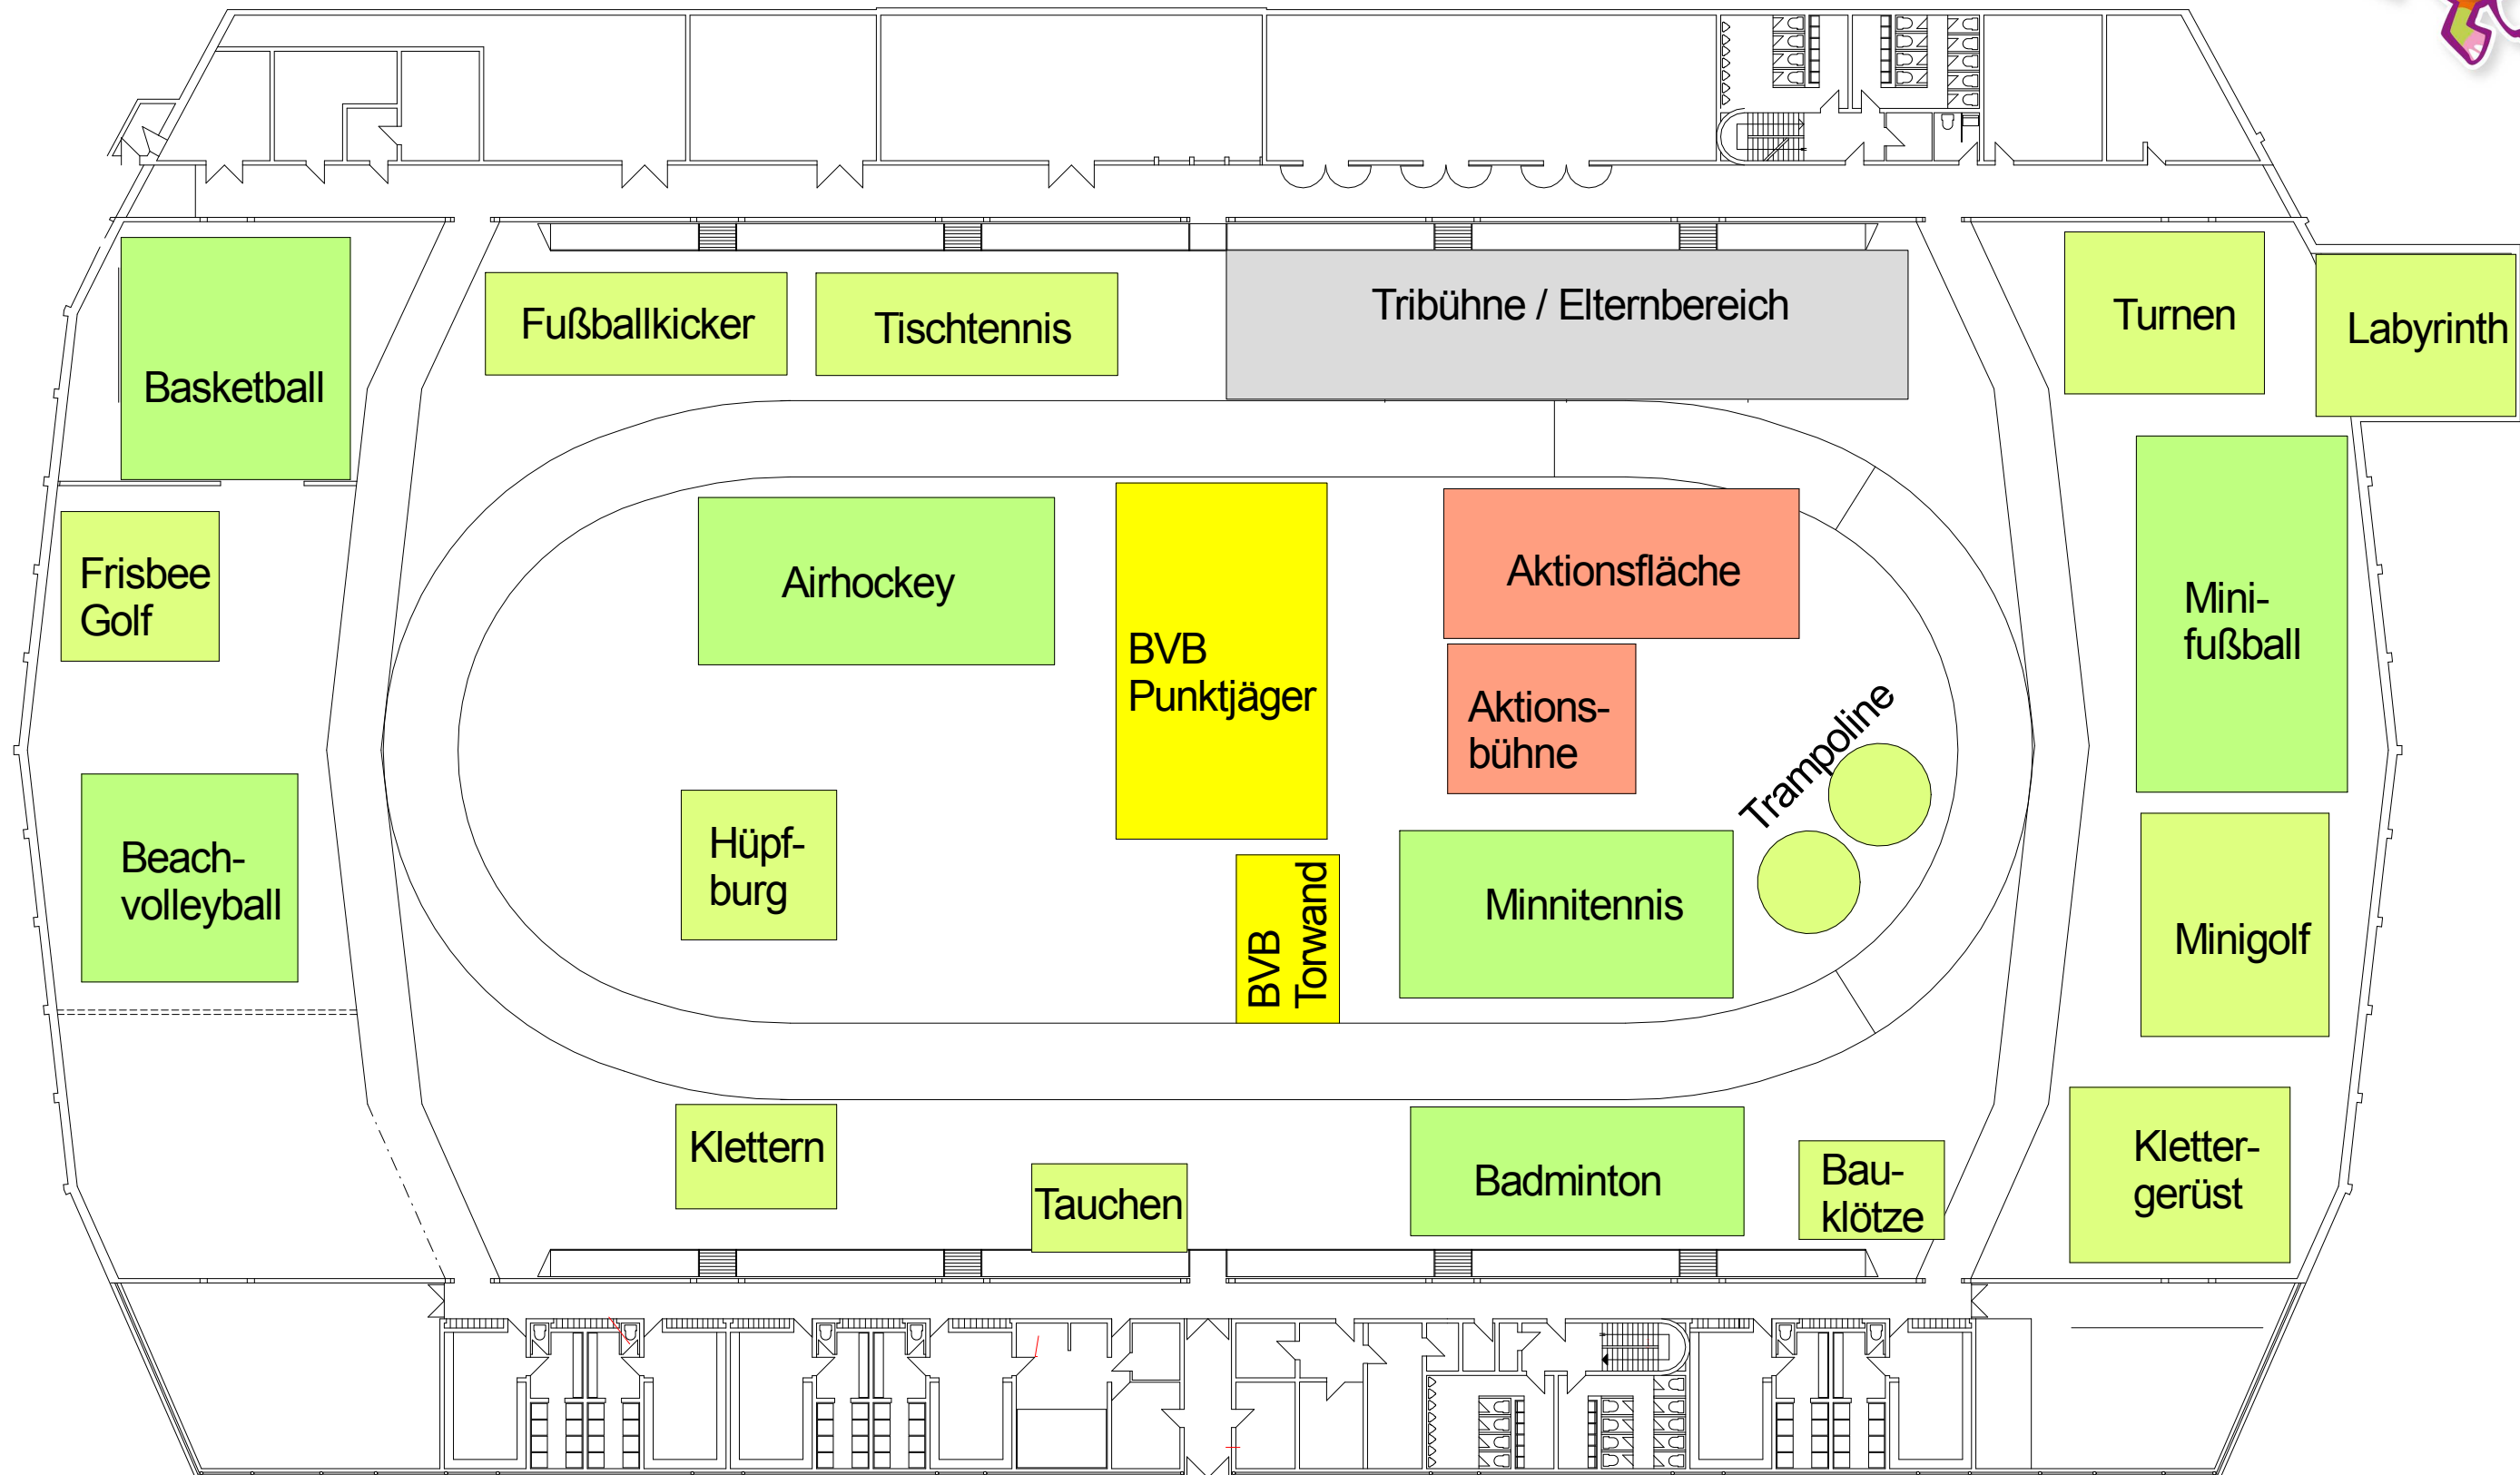 Fußballkicker
Tischtennis
Tribühne / Elternbereich
Turnen
Labyrinth
Basketball
Frisbee
Golf
Airhockey
BVB
Punktjäger
Aktionsfläche
Mini-
fußball
Aktions-
bühne
Trampoline
Beach-
volleyball
Hüpf-
burg
BVB
Torwand
Minnitennis
Minigolf
Klettern
Tauchen
Badminton
Bau-
klötze
Kletter-
gerüst